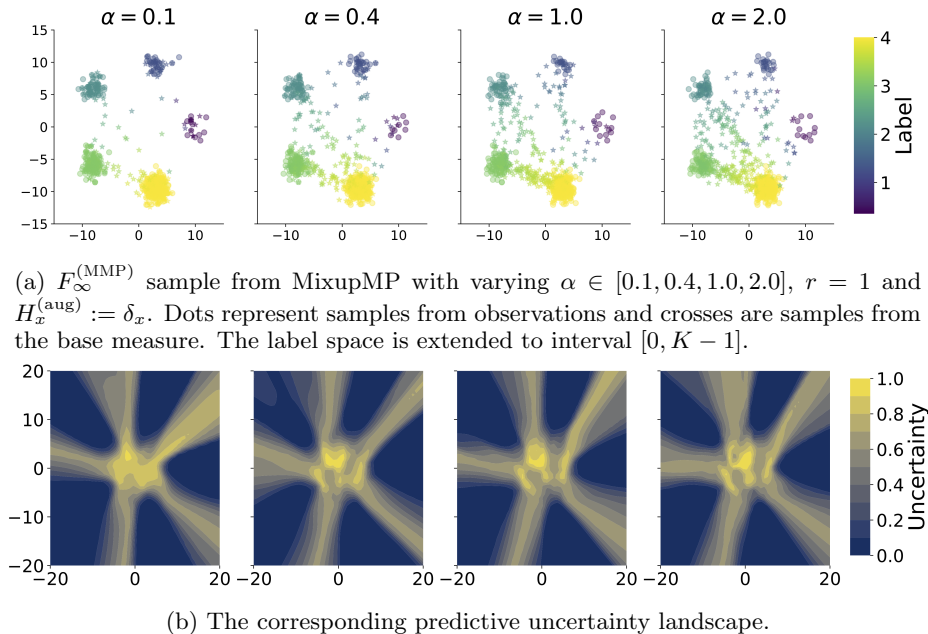 α = 0.1 α = 0.4 α = 1.0 α = 2.0
15
10
5
0
−5
−10
−15
−10 0 10 −10 0 10 −10 0 10 −10 0 10
4
3
2
1
Label
(a) F∞^(MMP) sample from MixupMP with varying α ∈ [0.1, 0.4, 1.0, 2.0], r = 1 and
H_x^(aug) := δ_x. Dots represent samples from observations and crosses are samples from
the base measure. The label space is extended to interval [0, K − 1].
20
10
0
−10
−20
−20 0 20 0 20 0 20 0 20
1.0
0.8
0.6
0.4
0.2
0.0
Uncertainty
(b) The corresponding predictive uncertainty landscape.